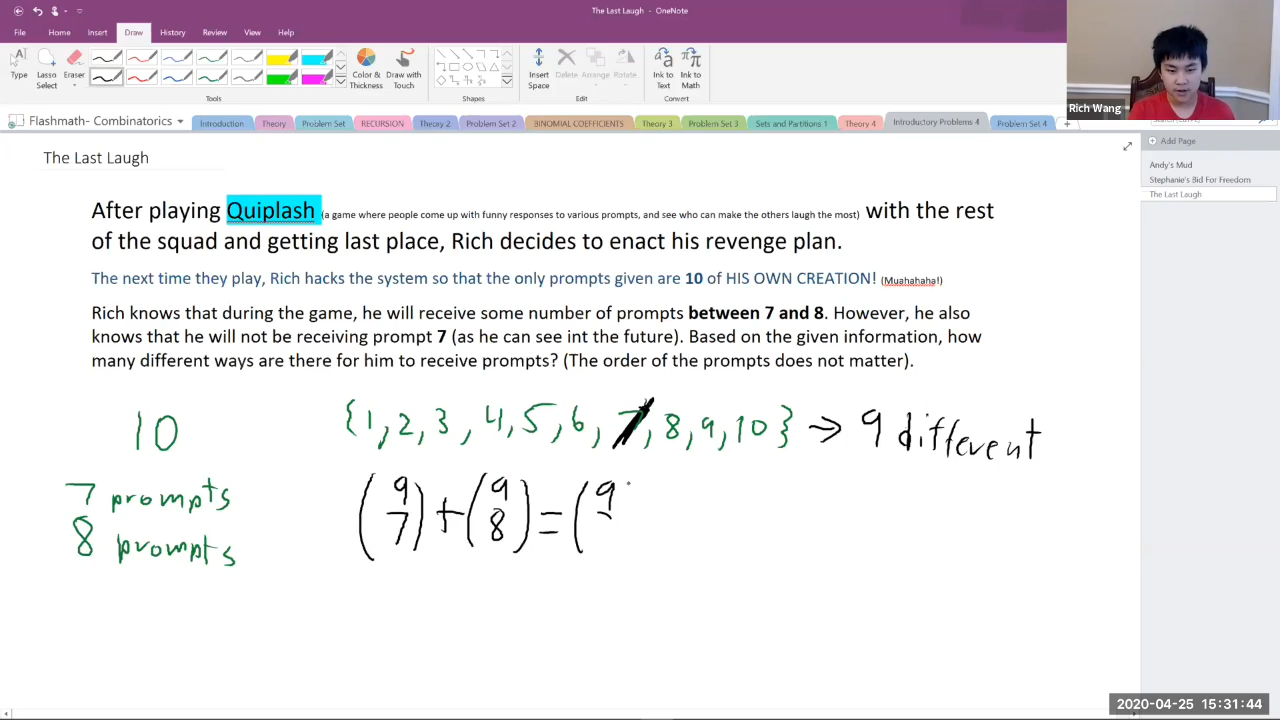 The Last Laugh - OneNote
File Home Insert Draw History Review View Help
Type Lasso Select Eraser Color & Thickness Draw with Touch Insert Space Delete Arrange Rotate Ink to Text Ink to Math
Tools Shapes Edit Convert
Rich Wang
Flashmath- Combinatorics Introduction Theory Problem Set RECURSION Theory 2 Problem Set 2 BINOMIAL COEFFICIENTS Theory 3 Problem Set 3 Sets and Partitions 1 Theory 4 Introductory Problems 4 Problem Set 4 +
Add Page
Andy's Mud
Stephanie's Bid For Freedom
The Last Laugh
The Last Laugh
After playing Quiplash (a game where people come up with funny responses to various prompts, and see who can make the others laugh the most) with the rest
of the squad and getting last place, Rich decides to enact his revenge plan.
The next time they play, Rich hacks the system so that the only prompts given are 10 of HIS OWN CREATION! (Muahahaha!)
Rich knows that during the game, he will receive some number of prompts between 7 and 8. However, he also
knows that he will not be receiving prompt 7 (as he can see int the future). Based on the given information, how
many different ways are there for him to receive prompts? (The order of the prompts does not matter).
10 {1, 2, 3, 4, 5, 6, 7, 8, 9, 10} → 9 different
7 prompts
8 prompts
(9 7) + (9 8) = (9
2020-04-25 15:31:44